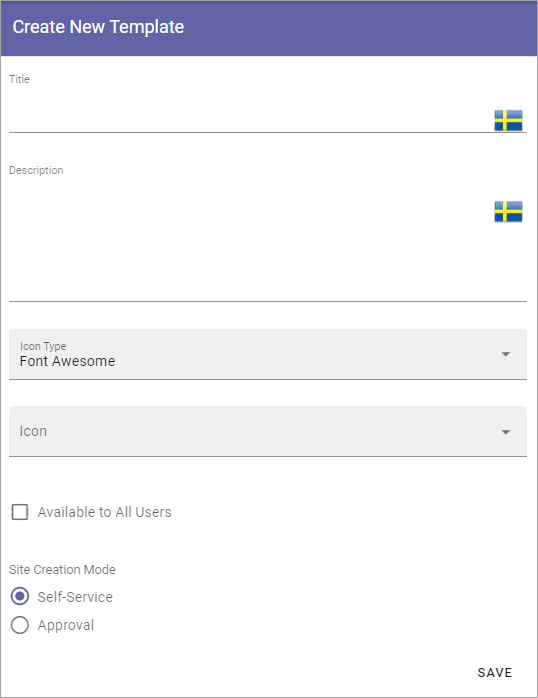 Create New Template
Title
Description
Icon Type
Font Awesome
Icon
Available to All Users
Site Creation Mode
Self-Service
Approval
SAVE